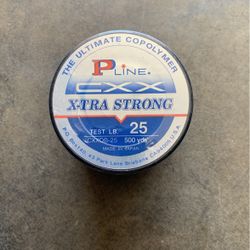 THE ULTIMATE COPOLYMER
P-LINE®
CXX
X-TRA STRONG
TEST LB. 25
500 yds
MADE IN JAPAN